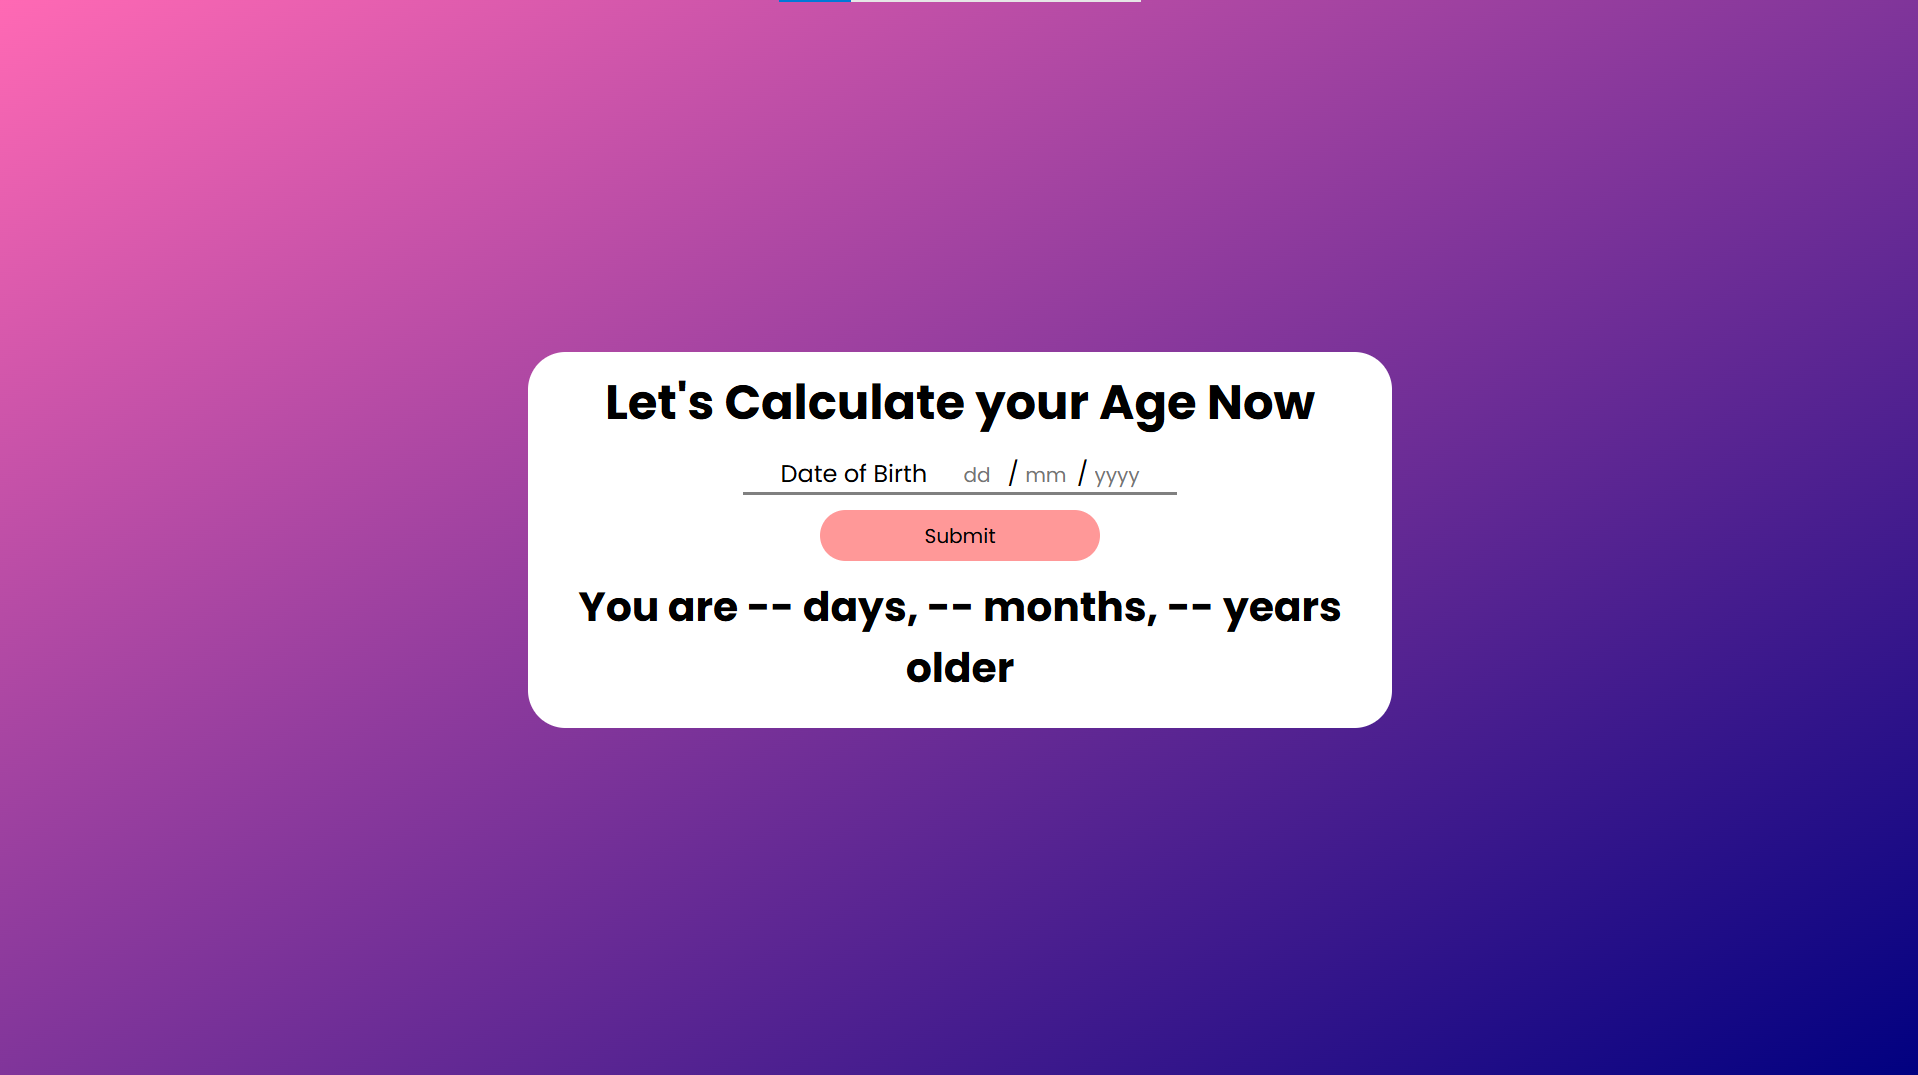 Let's Calculate your Age Now
Date of Birth dd / mm / yyyy
Submit
You are -- days, -- months, -- years
older